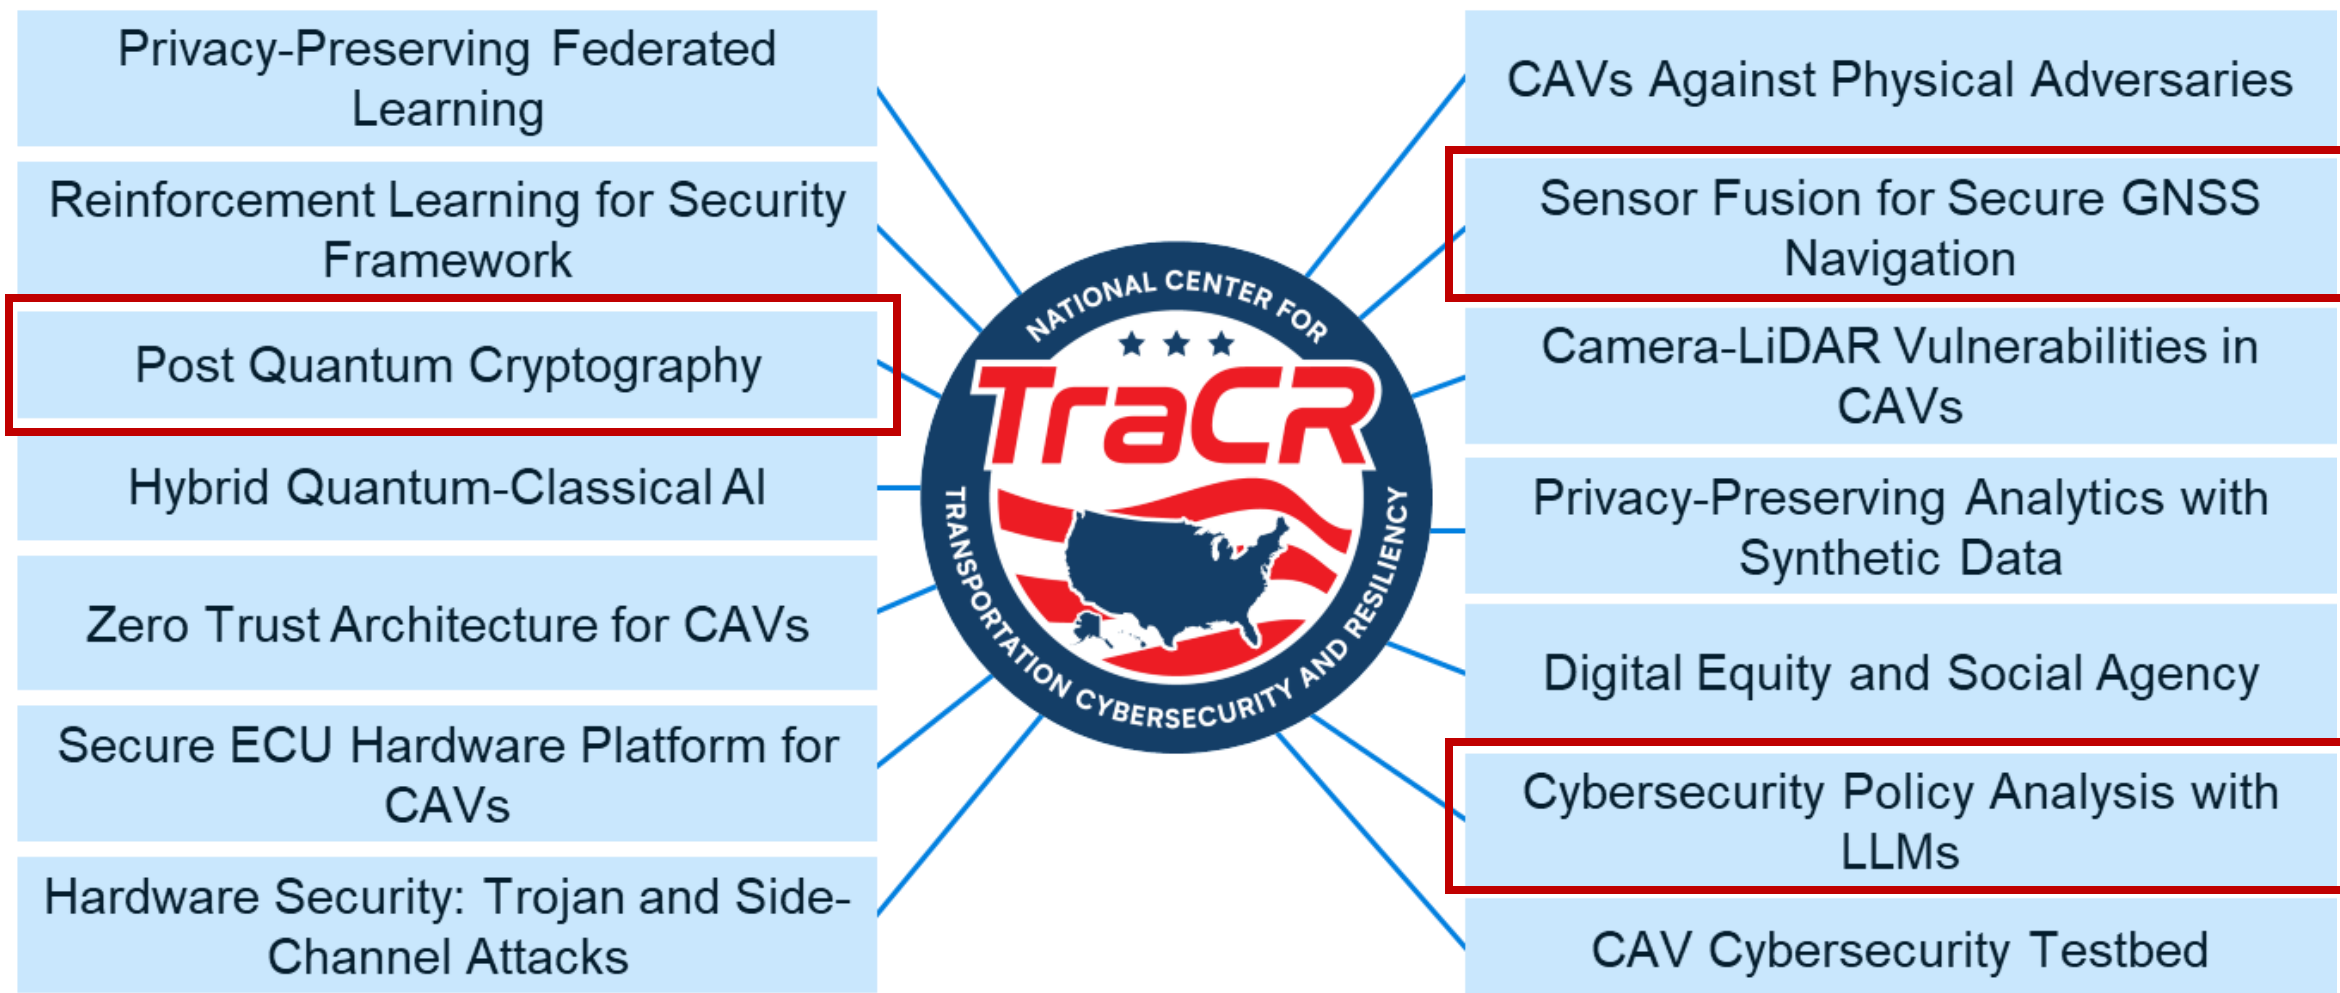 Privacy-Preserving Federated
Learning
Reinforcement Learning for Security
Framework
Post Quantum Cryptography
Hybrid Quantum-Classical AI
Zero Trust Architecture for CAVs
Secure ECU Hardware Platform for
CAVs
Hardware Security: Trojan and Side-
Channel Attacks
NATIONAL CENTER FOR
TraCR
TRANSPORTATION CYBERSECURITY AND RESILIENCY
CAVs Against Physical Adversaries
Sensor Fusion for Secure GNSS
Navigation
Camera-LiDAR Vulnerabilities in
CAVs
Privacy-Preserving Analytics with
Synthetic Data
Digital Equity and Social Agency
Cybersecurity Policy Analysis with
LLMs
CAV Cybersecurity Testbed